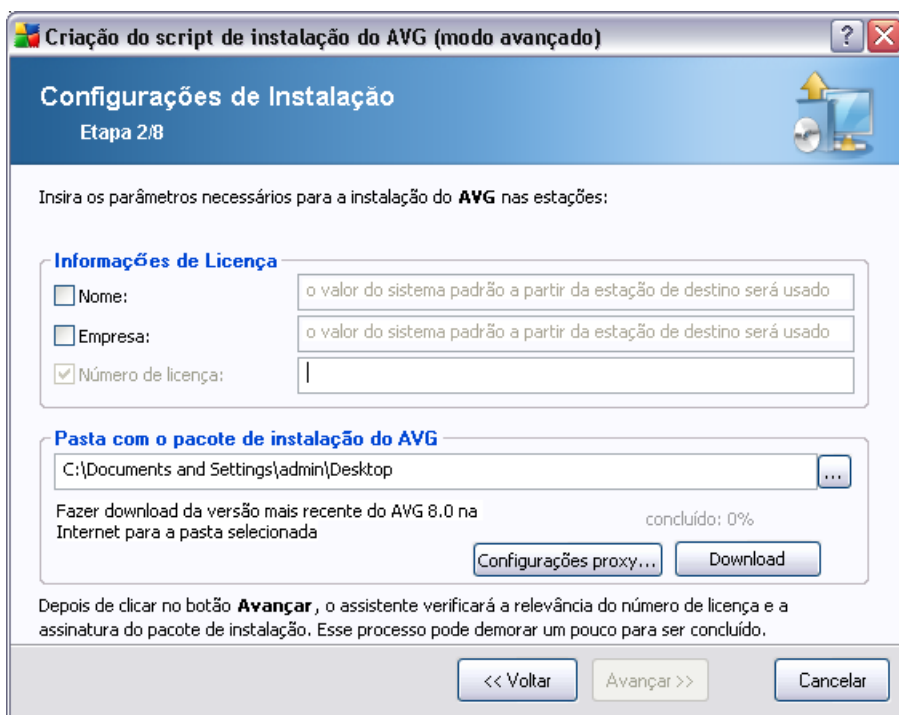 Criação do script de instalação do AVG (modo avançado)
Configurações de Instalação
Etapa 2/8
Insira os parâmetros necessários para a instalação do AVG nas estações:
Informações de Licença
Nome:
o valor do sistema padrão a partir da estação de destino será usado
Empresa:
o valor do sistema padrão a partir da estação de destino será usado
Número de licença:
Pasta com o pacote de instalação do AVG
C:\Documents and Settings\admin\Desktop
...
Fazer download da versão mais recente do AVG 8.0 na
Internet para a pasta selecionada
concluído: 0%
Configurações proxy...
Download
Depois de clicar no botão Avançar, o assistente verificará a relevância do número de licença e a
assinatura do pacote de instalação. Esse processo pode demorar um pouco para ser concluído.
<< Voltar
Avançar >>
Cancelar